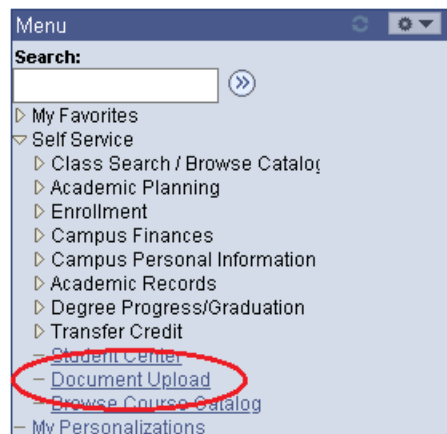 Menu
Search:
My Favorites
Self Service
Class Search / Browse Catalog
Academic Planning
Enrollment
Campus Finances
Campus Personal Information
Academic Records
Degree Progress/Graduation
Transfer Credit
Student Center
Document Upload
Browse Course Catalog
My Personalizations